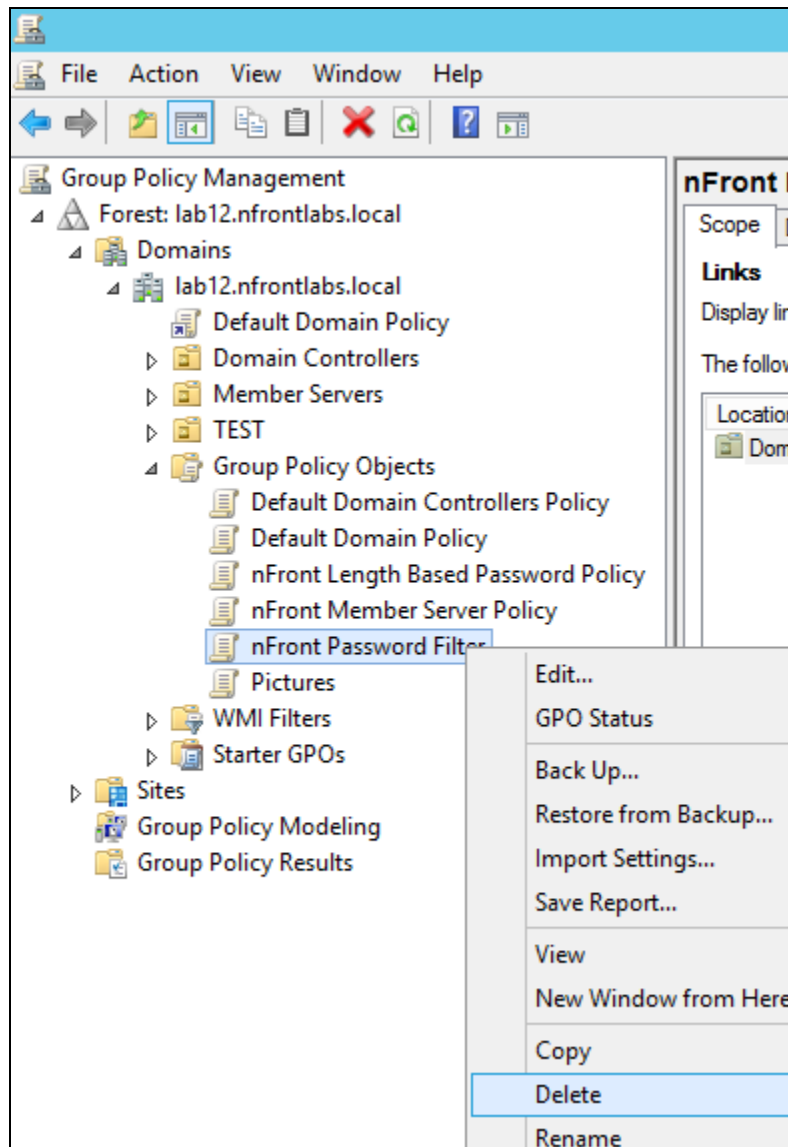 File Action View Window Help
Group Policy Management
Forest: lab12.nfrontlabs.local
Domains
lab12.nfrontlabs.local
Default Domain Policy
Domain Controllers
Member Servers
TEST
Group Policy Objects
Default Domain Controllers Policy
Default Domain Policy
nFront Length Based Password Policy
nFront Member Server Policy
nFront Password Filter
Pictures
WMI Filters
Starter GPOs
Sites
Group Policy Modeling
Group Policy Results
nFront
Scope
Links
Display
The
Edit...
GPO Status
Back Up...
Restore from Backup...
Import Settings...
Save Report...
View
New Window from Here
Copy
Delete
Rename